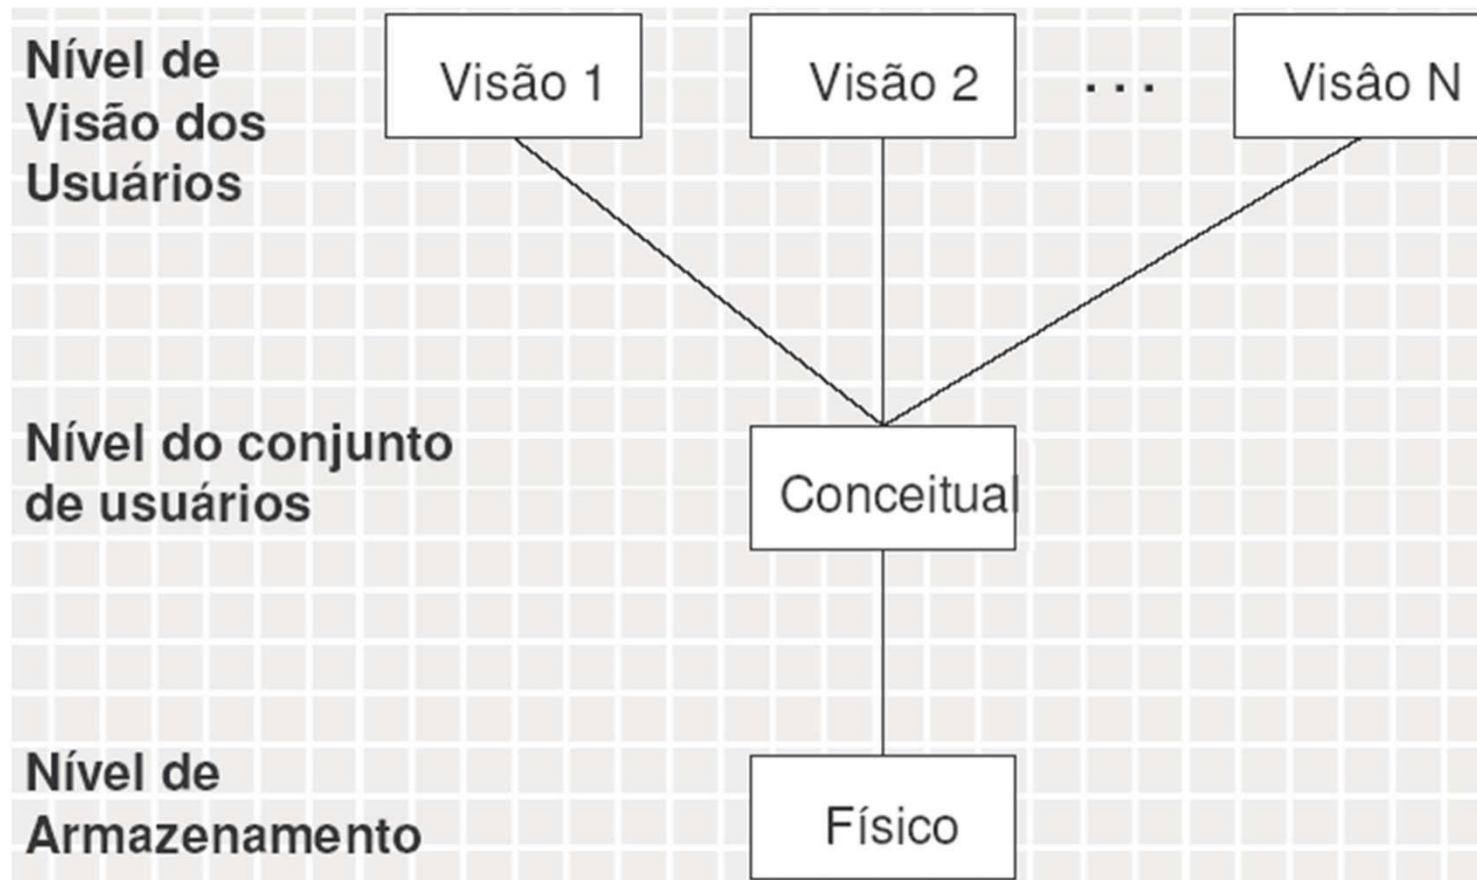 Nível de
Visão dos
Usuários
Visão 1
Visão 2
. . .
Visâo N
Nível do conjunto
de usuários
Conceitual
Nível de
Armazenamento
Físico